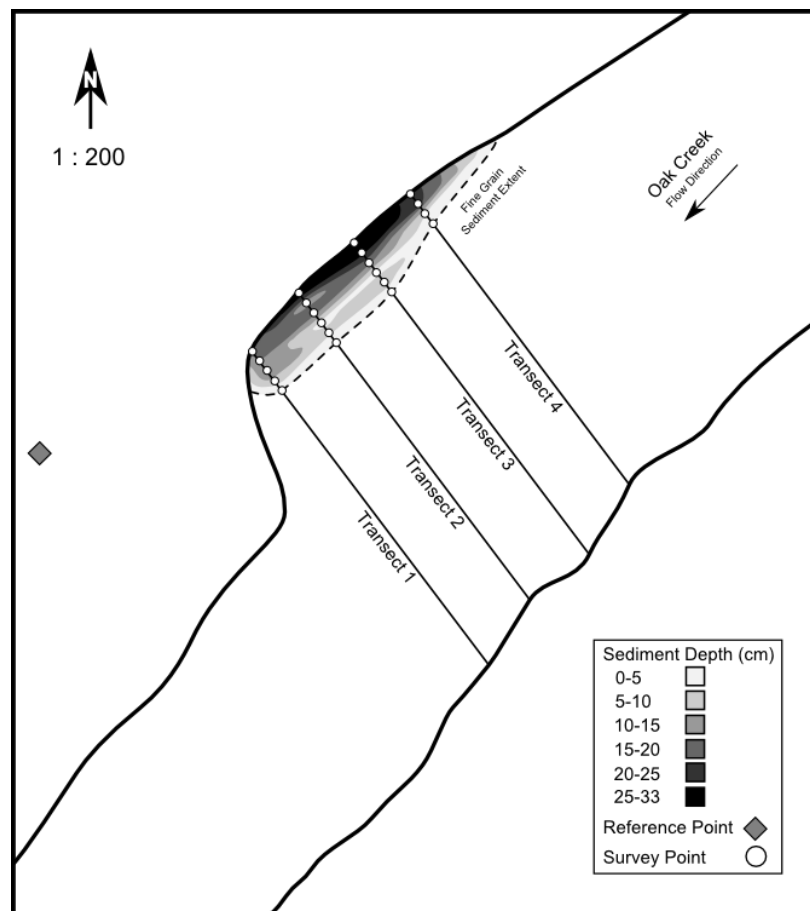 N
1 : 200
Oak Creek
Flow Direction
Fine Grain
Sediment Extent
Transect 4
Transect 3
Transect 2
Transect 1
Sediment Depth (cm)
0-5
5-10
10-15
15-20
20-25
25-33
Reference Point
Survey Point